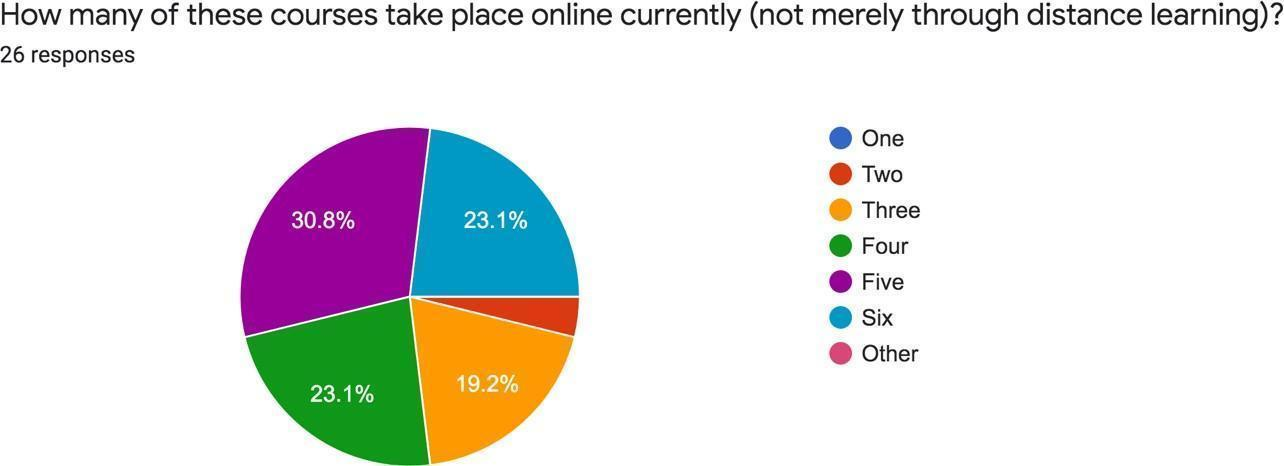 How many of these courses take place online currently (not merely through distance learning)?
26 responses
30.8%
23.1%
23.1%
19.2%
One
Two
Three
Four
Five
Six
Other